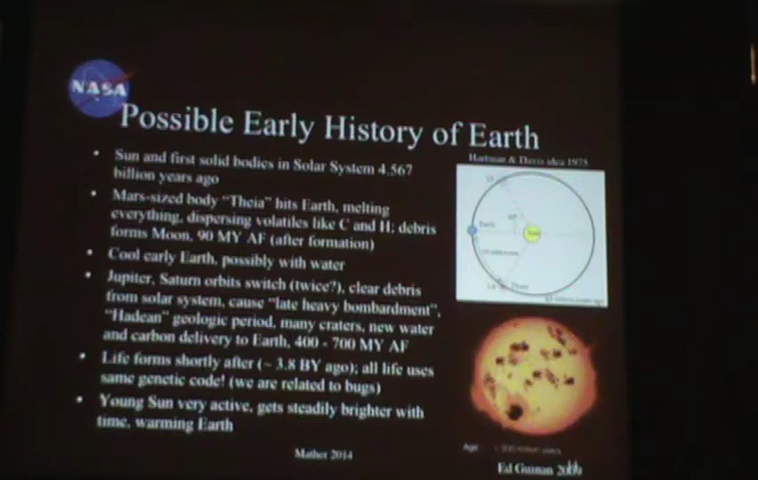 NASA
Possible Early History of Earth
• Sun and first solid bodies in Solar System 4.567
billion years ago
• Mars-sized body "Theia" hits Earth, melting
everything, dispersing volatiles like C and H; debris
forms Moon, 90 MY AF (after formation)
• Cool early Earth, possibly with water
• Jupiter, Saturn orbits switch (twice?), clear debris
from solar system, cause "late heavy bombardment",
"Hadean" geologic period, many craters, new water
and carbon delivery to Earth, 400 - 700 MY AF
• Life forms shortly after (~ 3.8 BY ago); all life uses
same genetic code! (we are related to bugs)
• Young Sun very active, gets steadily brighter with
time, warming Earth
Hartman & Davis idea 1975
Earth
Age
Ed Guinan
Mather 2014